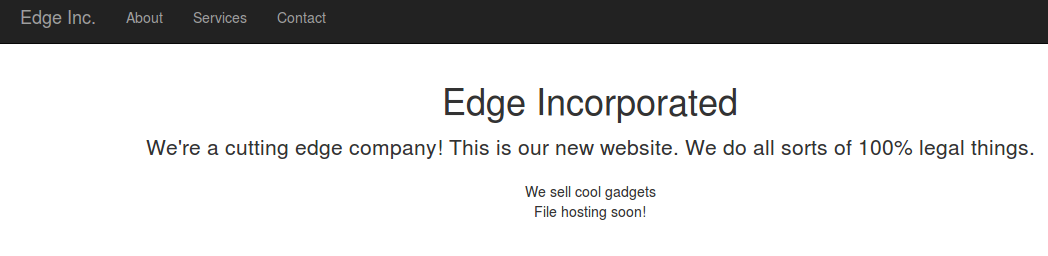 Edge Inc. About Services Contact
Edge Incorporated
We're a cutting edge company! This is our new website. We do all sorts of 100% legal things.
We sell cool gadgets
File hosting soon!